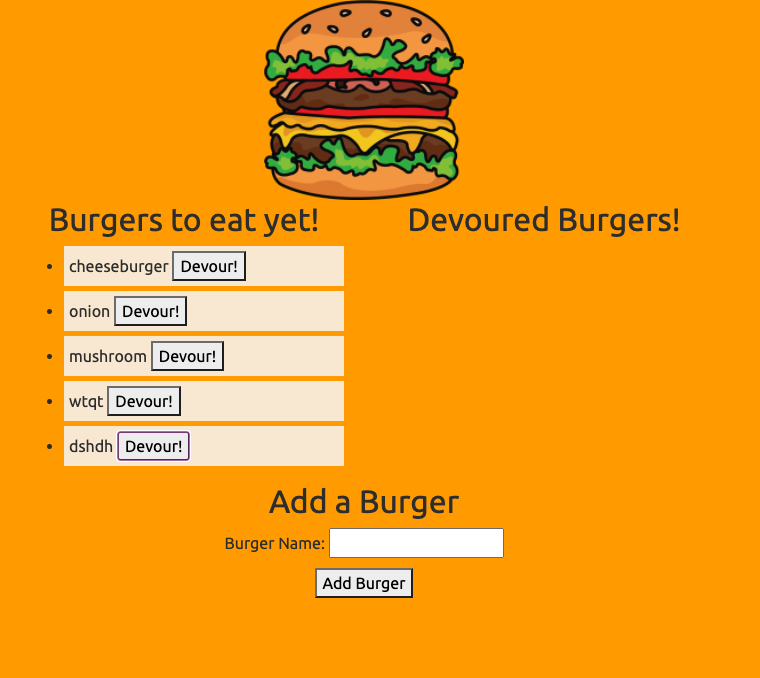 Burgers to eat yet!
Devoured Burgers!
cheeseburger Devour!
onion Devour!
mushroom Devour!
wtqt Devour!
dshdh Devour!
Add a Burger
Burger Name:
Add Burger